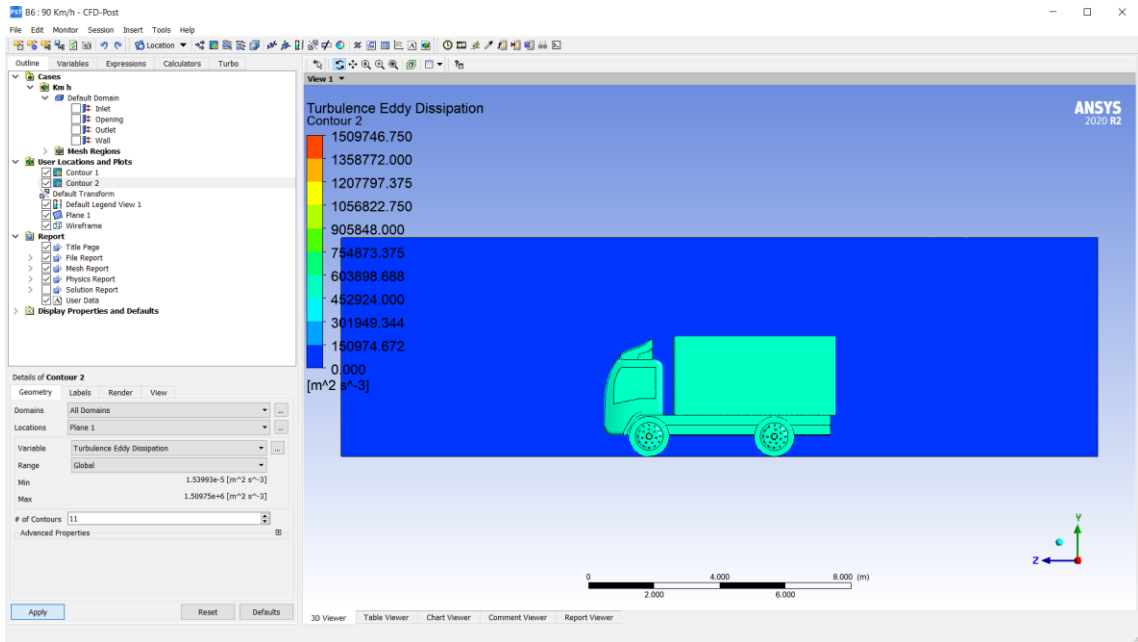 PST B6 : 90 Km/h - CFD-Post
File Edit Monitor Session Insert Tools Help
Location
Outline Variables Expressions Calculators Turbo
Cases
Km h
Default Domain
Inlet
Opening
Outlet
Wall
Mesh Regions
User Locations and Plots
Contour 1
Contour 2
Default Transform
Default Legend View 1
Plane 1
Wireframe
Report
Title Page
File Report
Mesh Report
Physics Report
Solution Report
A User Data
Display Properties and Defaults
Details of Contour 2
Geometry Labels Render View
Domains All Domains ...
Locations Plane 1 ...
Variable Turbulence Eddy Dissipation ...
Range Global
Min 1.53993e-5 [m^2 s^-3]
Max 1.50975e+6 [m^2 s^-3]
# of Contours 11
Advanced Properties
Apply Reset Defaults
View 1
Turbulence Eddy Dissipation
Contour 2
1509746.750
1358772.000
1207797.375
1056822.750
905848.000
754873.375
603898.688
452924.000
301949.344
150974.672
0.000
[m^2 s^-3]
ANSYS
2020 R2
Y
Z
0 4.000 8.000 (m)
2.000 6.000
3D Viewer Table Viewer Chart Viewer Comment Viewer Report Viewer